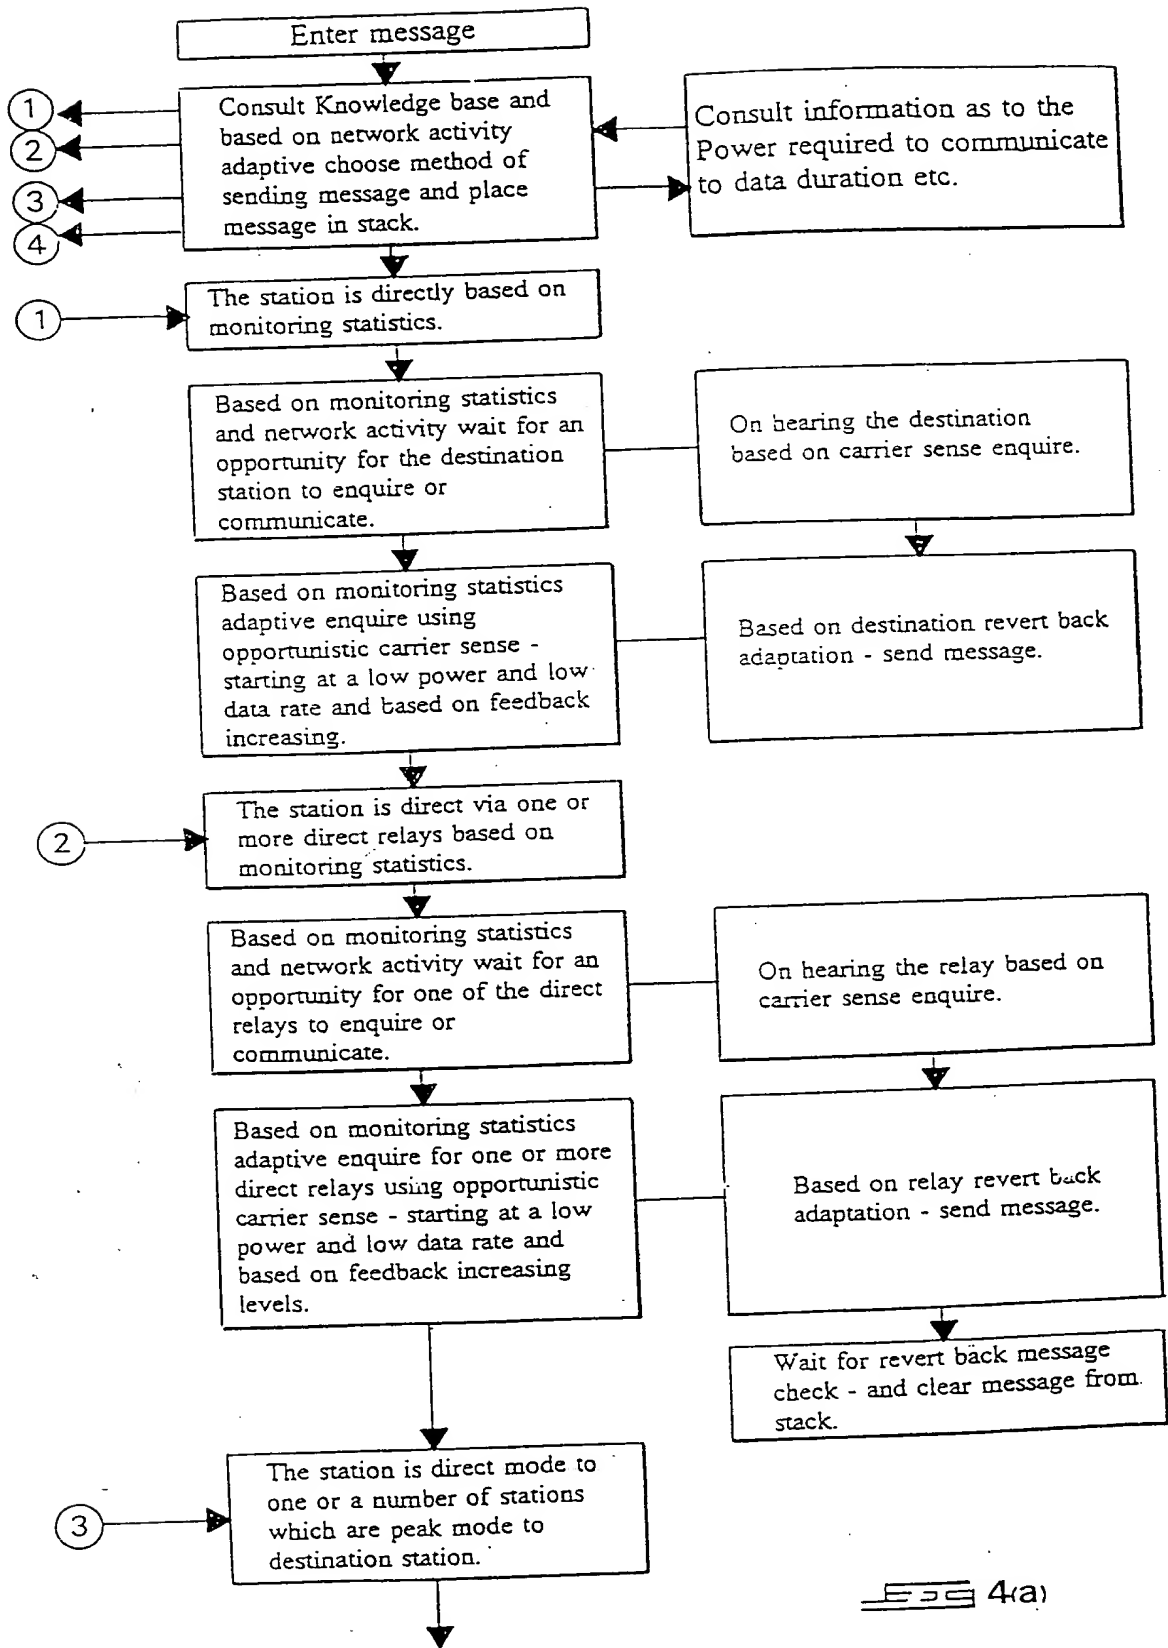 Enter message
1
2
3
4
Consult Knowledge base and
based on network activity
adaptive choose method of
sending message and place
message in stack.
Consult information as to the
Power required to communicate
to data duration etc.
1
The station is directly based on
monitoring statistics.
Based on monitoring statistics
and network activity wait for an
opportunity for the destination
station to enquire or
communicate.
On hearing the destination
based on carrier sense enquire.
Based on monitoring statistics
adaptive enquire using
opportunistic carrier sense -
starting at a low power and low
data rate and based on feedback
increasing.
Based on destination revert back
adaptation - send message.
2
The station is direct via one or
more direct relays based on
monitoring statistics.
Based on monitoring statistics
and network activity wait for an
opportunity for one of the direct
relays to enquire or
communicate.
On hearing the relay based on
carrier sense enquire.
Based on monitoring statistics
adaptive enquire for one or more
direct relays using opportunistic
carrier sense - starting at a low
power and low data rate and
based on feedback increasing
levels.
Based on relay revert back
adaptation - send message.
Wait for revert back message
check - and clear message from
stack.
3
The station is direct mode to
one or a number of stations
which are peak mode to
destination station.
4(a)